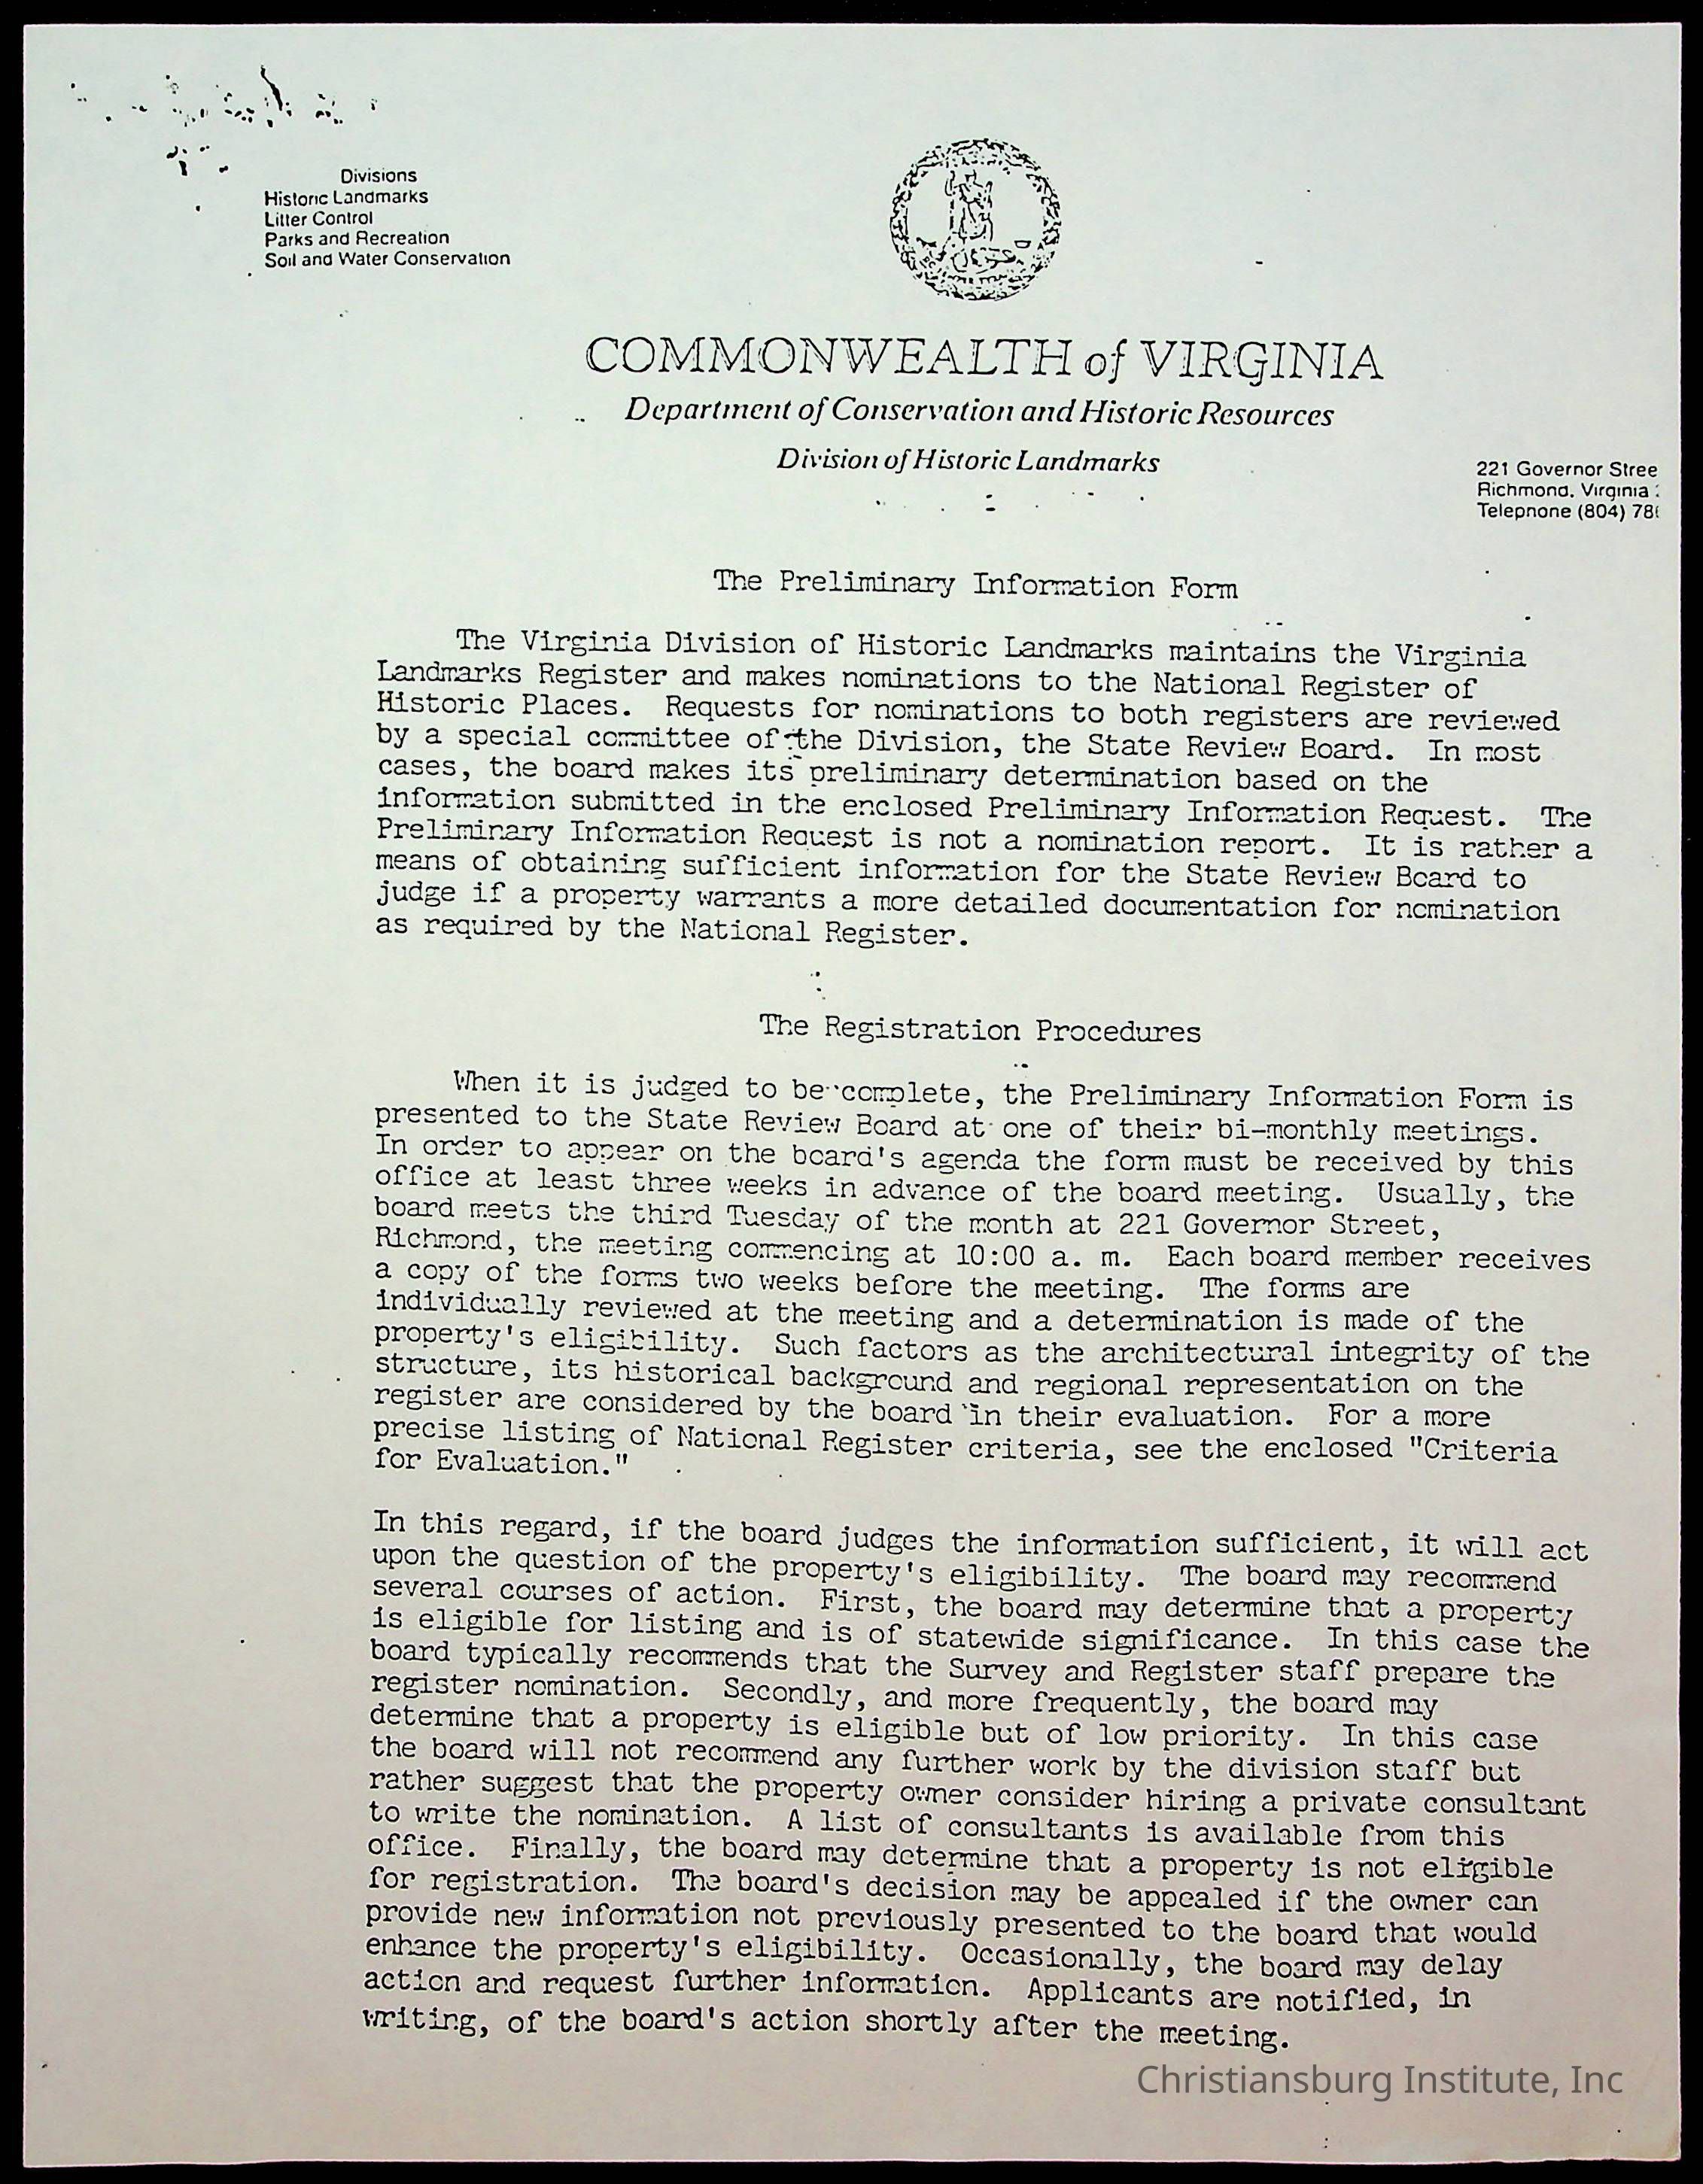 Divisions
Historic Landmarks
Litter Control
Parks and Recreation
Soil and Water Conservation
COMMONWEALTH of VIRGINIA
Department of Conservation and Historic Resources
Division of Historic Landmarks
221 Governor Stree
Richmond, Virginia
Telephone (804) 78
The Preliminary Information Form
The Virginia Division of Historic Landmarks maintains the Virginia
Landmarks Register and makes nominations to the National Register of
Historic Places. Requests for nominations to both registers are reviewed
by a special committee of the Division, the State Review Board. In most
cases, the board makes its preliminary determination based on the
information submitted in the enclosed Preliminary Information Request. The
Preliminary Information Request is not a nomination report. It is rather a
means of obtaining sufficient information for the State Review Board to
judge if a property warrants a more detailed documentation for nomination
as required by the National Register.
The Registration Procedures
When it is judged to be complete, the Preliminary Information Form is
presented to the State Review Board at one of their bi-monthly meetings.
In order to appear on the board's agenda the form must be received by this
office at least three weeks in advance of the board meeting. Usually, the
board meets the third Tuesday of the month at 221 Governor Street,
Richmond, the meeting commencing at 10:00 a. m. Each board member receives
a copy of the forms two weeks before the meeting. The forms are
individually reviewed at the meeting and a determination is made of the
property's eligibility. Such factors as the architectural integrity of the
structure, its historical background and regional representation on the
register are considered by the board in their evaluation. For a more
precise listing of National Register criteria, see the enclosed "Criteria
for Evaluation."
In this regard, if the board judges the information sufficient, it will act
upon the question of the property's eligibility. The board may recommend
several courses of action. First, the board may determine that a property
is eligible for listing and is of statewide significance. In this case the
board typically recommends that the Survey and Register staff prepare the
register nomination. Secondly, and more frequently, the board may
determine that a property is eligible but of low priority. In this case
the board will not recommend any further work by the division staff but
rather suggest that the property owner consider hiring a private consultant
to write the nomination. A list of consultants is available from this
office. Finally, the board may determine that a property is not eligible
for registration. The board's decision may be appealed if the owner can
provide new information not previously presented to the board that would
enhance the property's eligibility. Occasionally, the board may delay
action and request further information. Applicants are notified, in
writing, of the board's action shortly after the meeting.
Christiansburg Institute, Inc